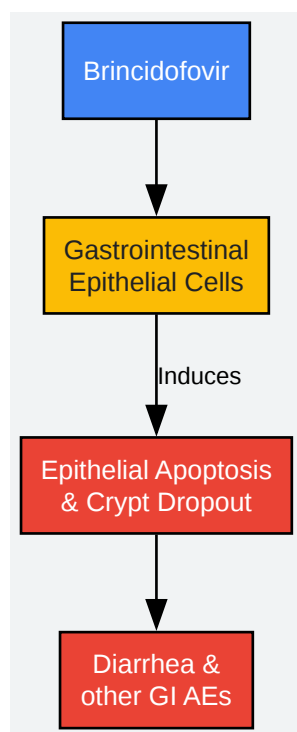 Brincidofovir
Gastrointestinal
Epithelial Cells
Induces
Epithelial Apoptosis
& Crypt Dropout
Diarrhea &
other GI AEs